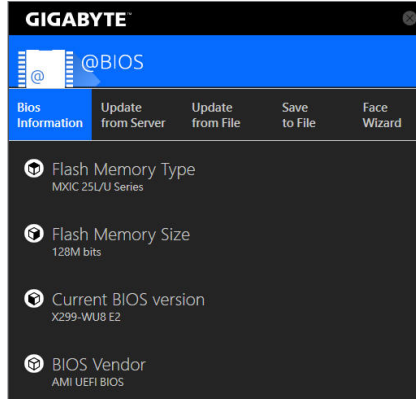 GIGABYTE™
@BIOS
@
Bios Information
Update from Server
Update from File
Save to File
Face Wizard
Flash Memory Type
MXIC 25L/U Series
Flash Memory Size
128M bits
Current BIOS version
X299-WU8 E2
BIOS Vendor
AMI UEFI BIOS